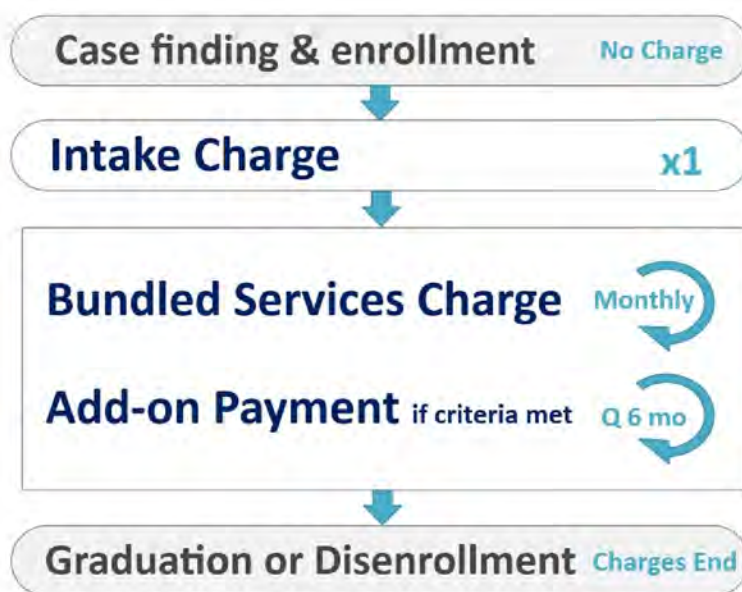 Case finding & enrollment No Charge
Intake Charge x1
Bundled Services Charge Monthly
Add-on Payment if criteria met Q 6 mo
Graduation or Disenrollment Charges End